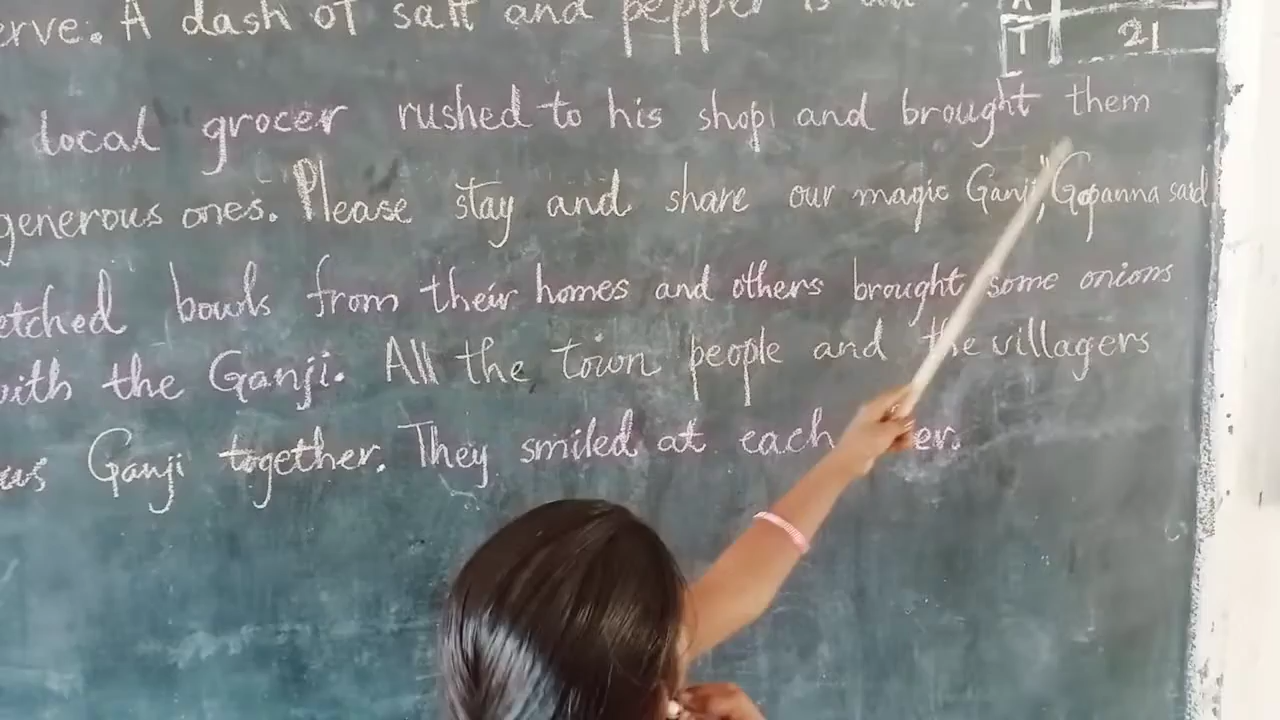 erve. A dash of salt and pepper is all
T 21
local grocer rushed to his shop and brought them
generous ones. Please stay and share our magic Ganji, Gopanna said
etched bowls from their homes and others brought some onions
with the Ganji. All the town people and the villagers
Ganji together. They smiled at each er.